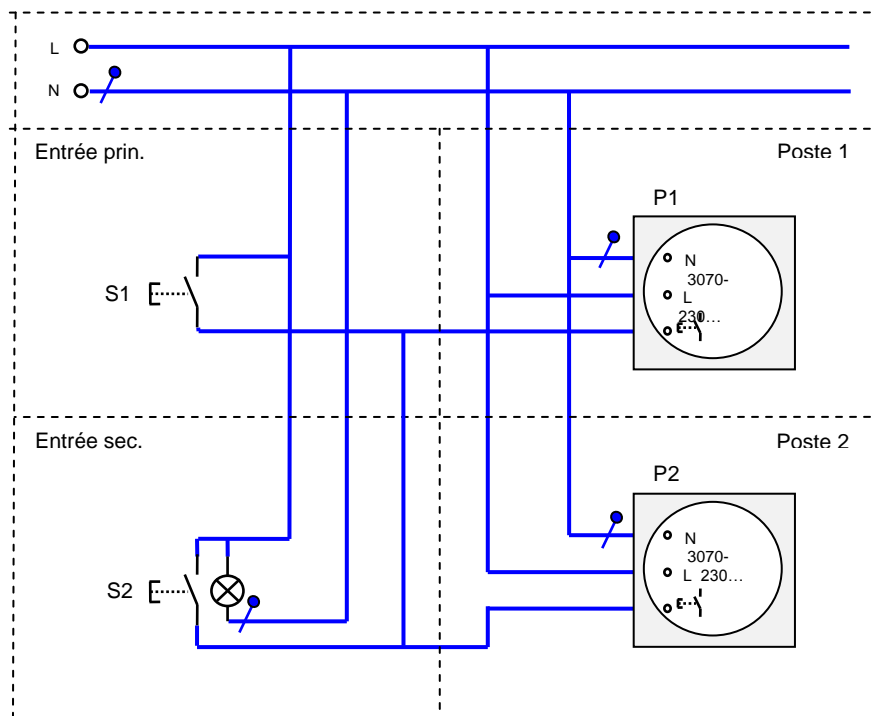 L
N
Entrée prin.
Poste 1
P1
S1
N
3070-
L
230…
Entrée sec.
Poste 2
P2
S2
N
3070-
L 230…